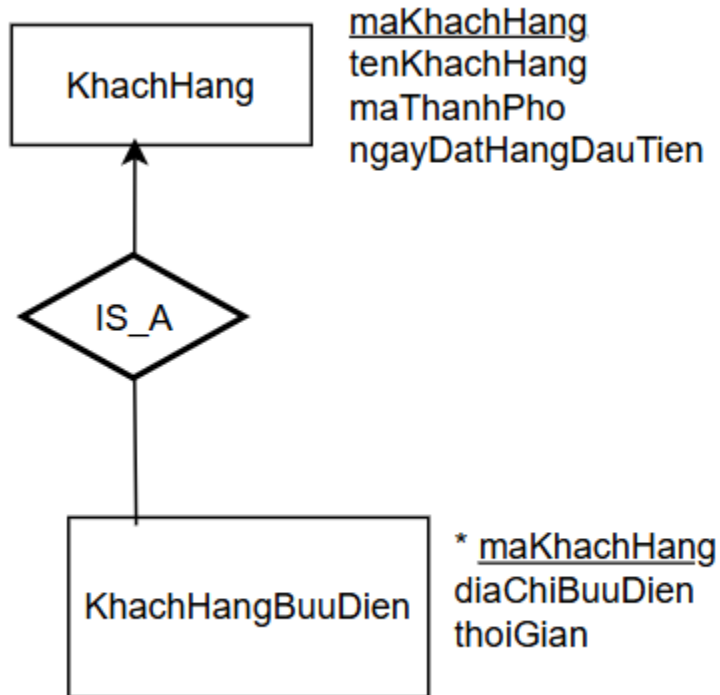 KhachHang
maKhachHang
tenKhachHang
maThanhPho
ngayDatHangDauTien
IS_A
KhachHangBuuDien
* maKhachHang
diaChiBuuDien
thoiGian